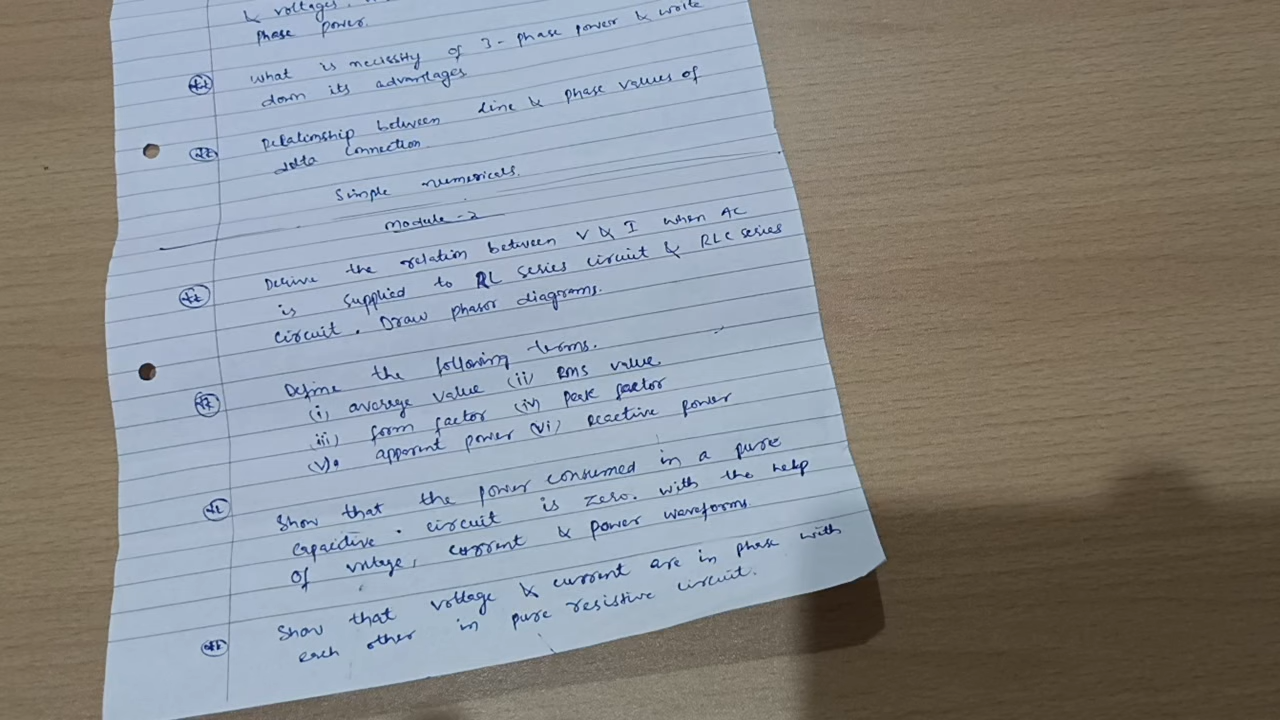 & voltages.
phase power.
what is necissity of 3-phase power & write
down its advantages
Relationship between line & phase values of
delta connection
Simple numericals.
Module-2
Derive the relation between V & I when AC
is supplied to RL series circuit & RLC series
circuit. Draw phasor diagrams.
Define the following terms.
(i) average value (ii) RMS value.
(iii) form factor (iv) peak factor
(v). apparent power (vi) reactive power
Show that the power consumed in a pure
capacitive. circuit is zero. with the help
of voltage, current & power waveforms.
Show that voltage & current are in phase with
each other in pure resistive circuit.